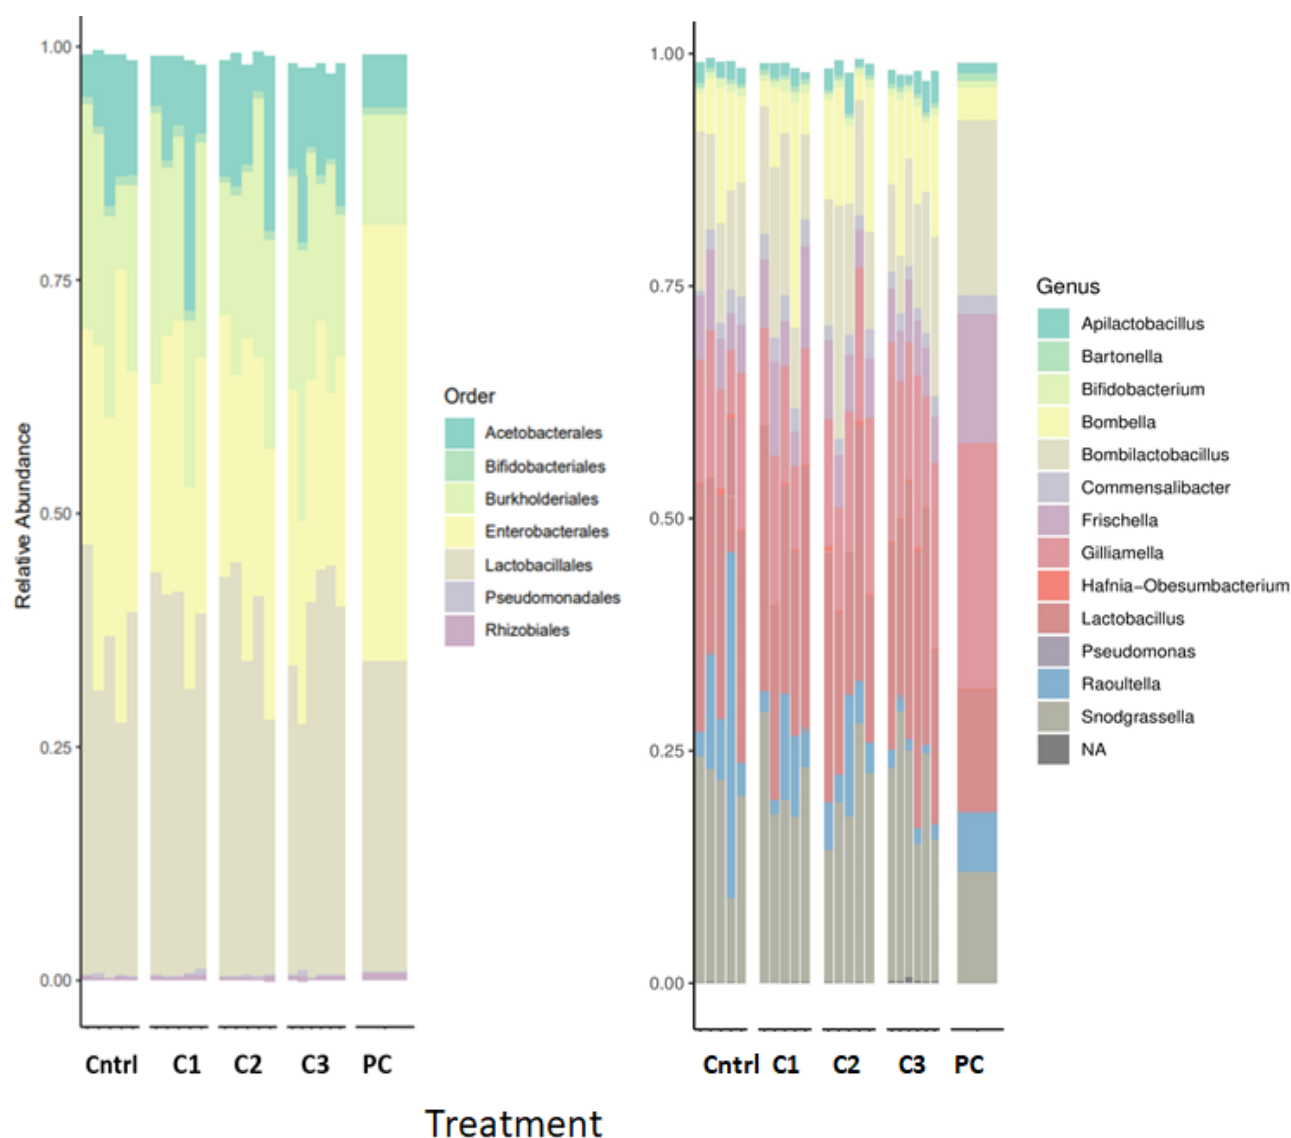 Relative Abundance
1.00
0.75
0.50
0.25
0.00
Cntrl C1 C2 C3 PC
Order
Acetobacterales
Bifidobacteriales
Burkholderiales
Enterobacterales
Lactobacillales
Pseudomonadales
Rhizobiales
1.00
0.75
0.50
0.25
0.00
Cntrl C1 C2 C3 PC
Genus
Apilactobacillus
Bartonella
Bifidobacterium
Bombella
Bombilactobacillus
Commensalibacter
Frischella
Gilliamella
Hafnia−Obesumbacterium
Lactobacillus
Pseudomonas
Raoultella
Snodgrassella
NA
Treatment